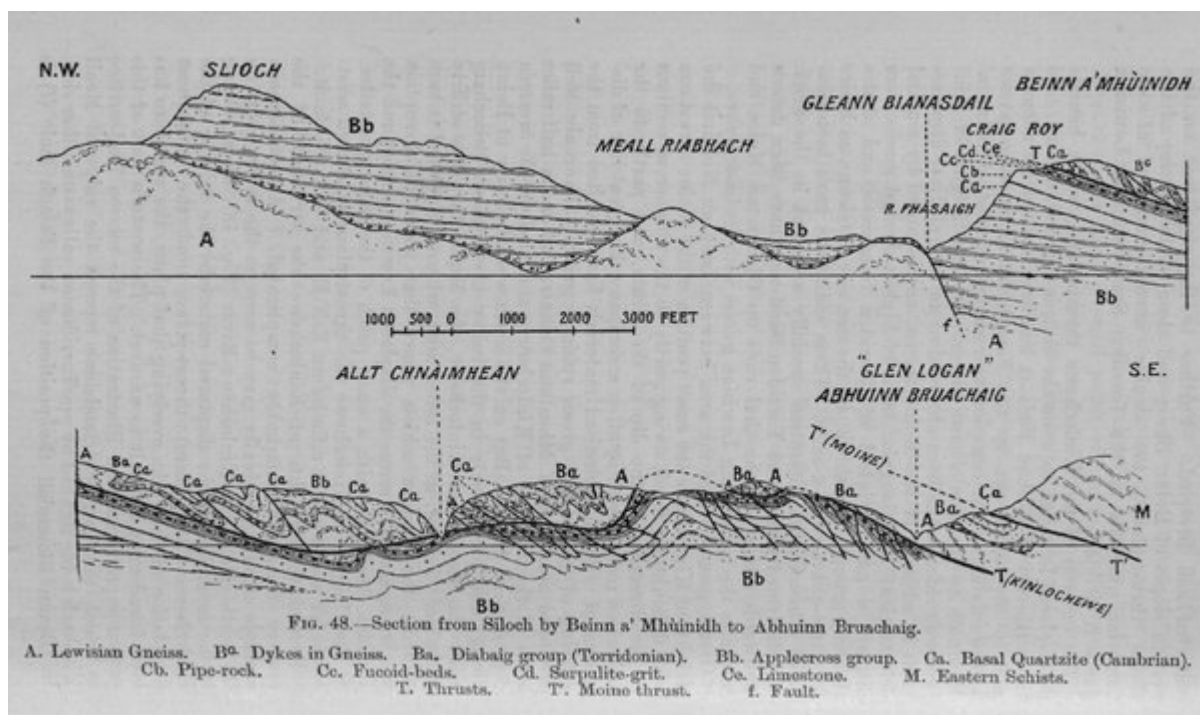 N.W.
SLIOCH
BEINN A'MHÙINIDH
GLEANN BIANASDAIL
CRAIG ROY
Bb
MEALL RIABHACH
Cc Cd Ce T Ca
Cb
Ca
R. FHASAIGH
A
Bb
Bb
f
A
1000 500 0 1000 2000 3000 FEET
ALLT CHNÀIMHEAN
"GLEN LOGAN"
ABHUINN BRUACHAIG
S.E.
T' (MOINE)
A Ba Ca Ca Ca Ca Bb Ca Ca
Ca Ba A Ba A Ba
A Ba Ca
M
T'
T (KINLOCHEWE)
Bb
Bb
FIG. 48.—Section from Slioch by Beinn a' Mhùinidh to Abhuinn Bruachaig.
A. Lewisian Gneiss. Ba. Dykes in Gneiss. Ba. Diabaig group (Torridonian). Bb. Applecross group. Ca. Basal Quartzite (Cambrian).
Cb. Pipe-rock. Cc. Fucoid-beds. Cd. Serpulite-grit. Ce. Limestone. M. Eastern Schists.
T. Thrusts. T'. Moine thrust. f. Fault.